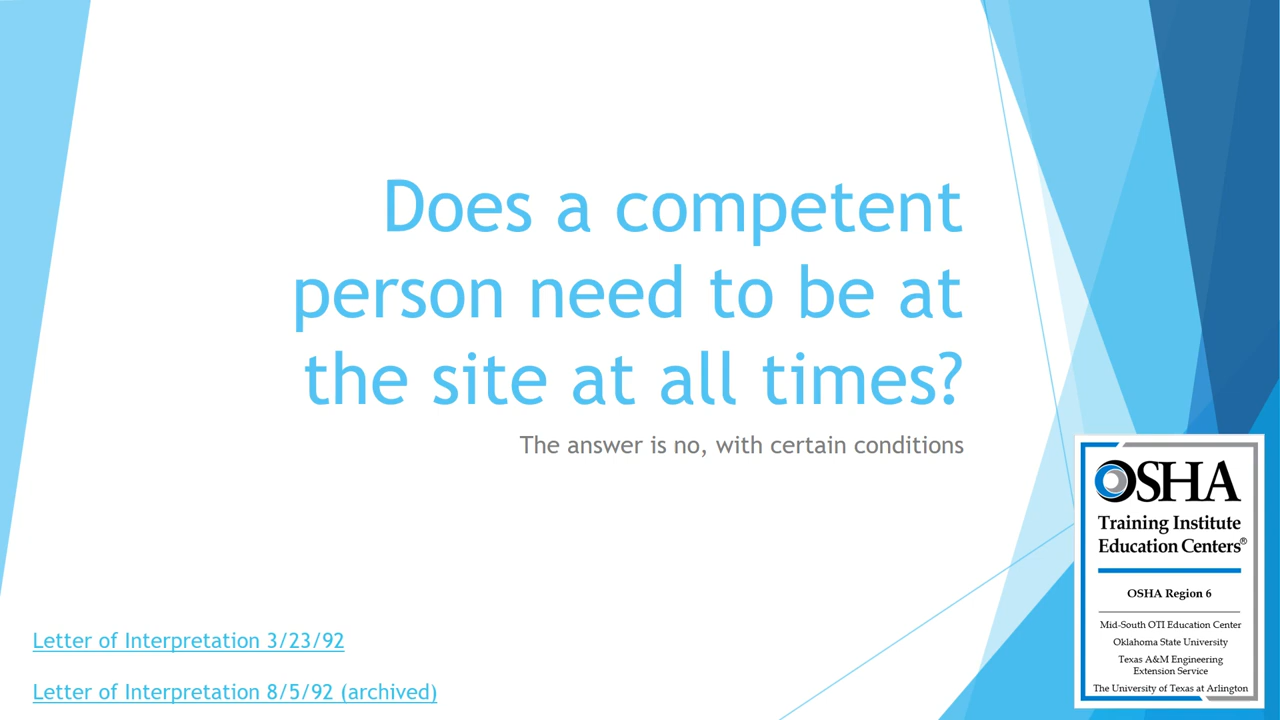 Does a competent
person need to be at
the site at all times?
The answer is no, with certain conditions
Letter of Interpretation 3/23/92
Letter of Interpretation 8/5/92 (archived)
OSHA
Training Institute
Education Centers®
OSHA Region 6
Mid-South OTI Education Center
Oklahoma State University
Texas A&M Engineering
Extension Service
The University of Texas at Arlington